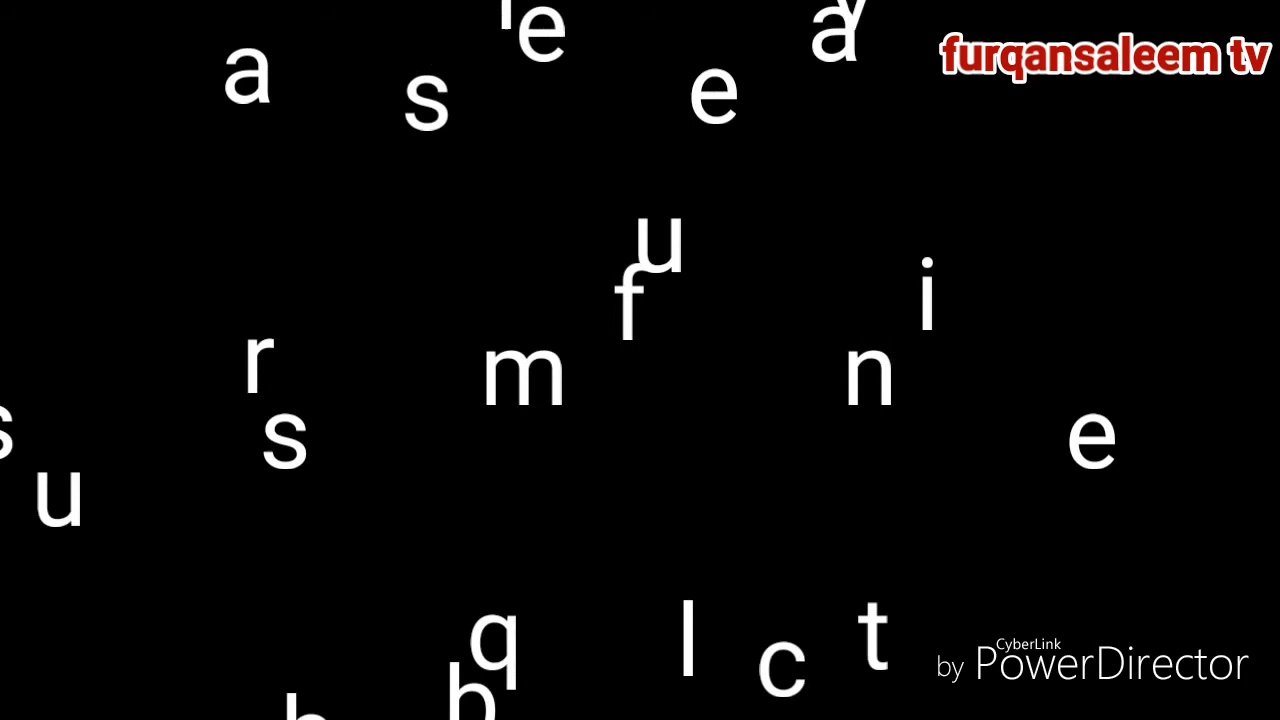 e a
a s e
furqansaleem tv
u
f i
r m n
s e
u
q l c t
b
CyberLink
by PowerDirector